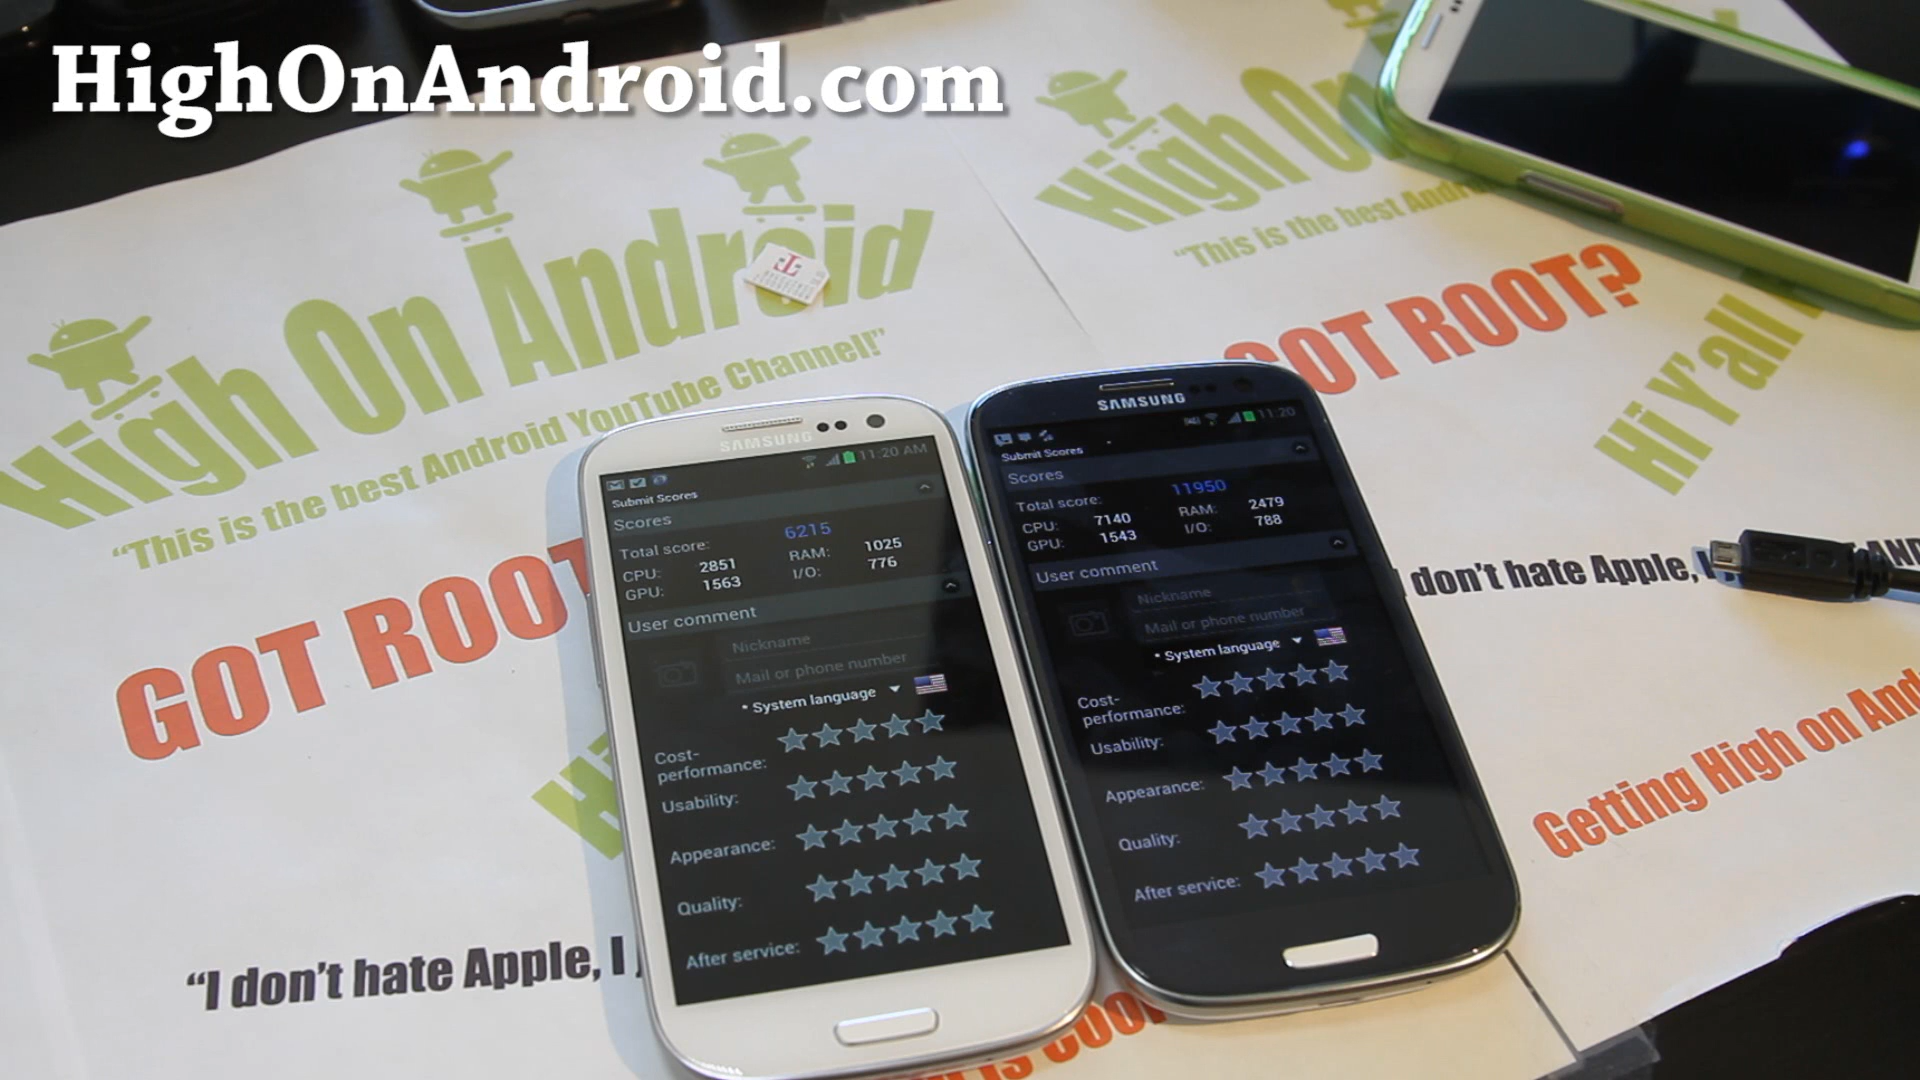 HighOnAndroid.com
High On Android
"This is the best Android YouTube Channel!"
GOT ROOT
"I don't hate Apple, I
High On
"This is the best
GOT ROOT?
Hi Y'all
don't hate Apple,
Getting High on
SAMSUNG
11:20 AM
Submit Scores
Scores
Total score: 6215
CPU: 2851 RAM: 1025
GPU: 1563 I/O: 776
User comment
Nickname
Mail or phone number
* System language
Cost-
performance:
Usability:
Appearance:
Quality:
After service:
SAMSUNG
11:20
Submit Scores
Scores
Total score: 11950
CPU: 7140 RAM: 2479
GPU: 1543 I/O: 788
User comment
Nickname
Mail or phone number
* System language
Cost-
performance:
Usability:
Appearance:
Quality:
After service: